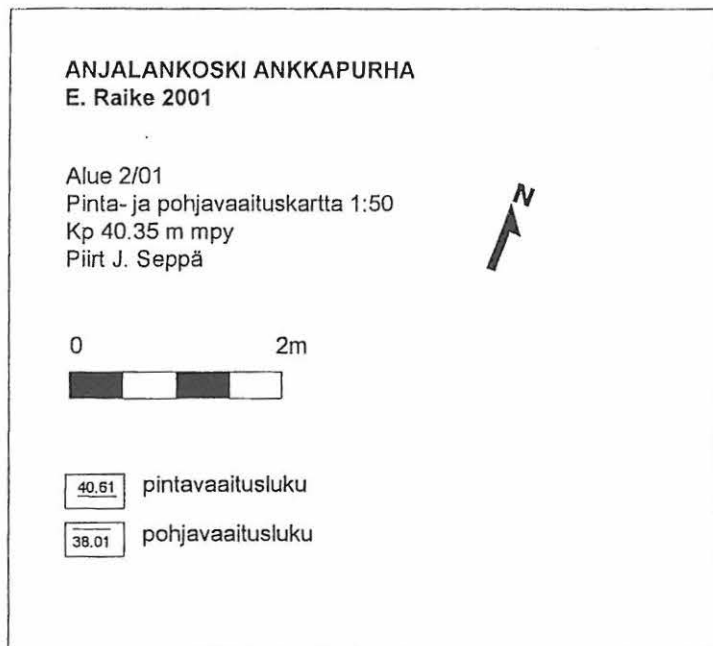 ANJALANKOSKI ANKKAPURHA
E. Raike 2001
Alue 2/01
Pinta- ja pohjavaaituskartta 1:50
Kp 40.35 m mpy
Piirt J. Seppä
N
0 2m
40.61 pintavaaitusluku
38.01 pohjavaaitusluku